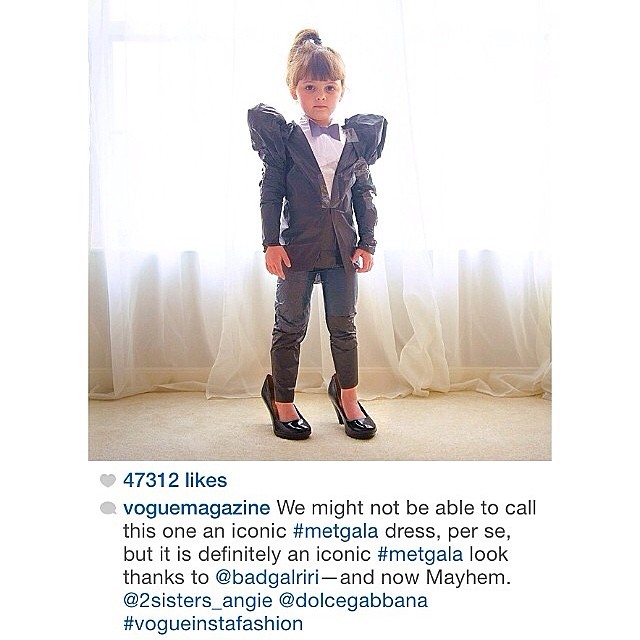 47312 likes
voguemagazine We might not be able to call
this one an iconic #metgala dress, per se,
but it is definitely an iconic #metgala look
thanks to @badgalriri—and now Mayhem.
@2sisters_angie @dolcegabbana
#vogueinstafashion